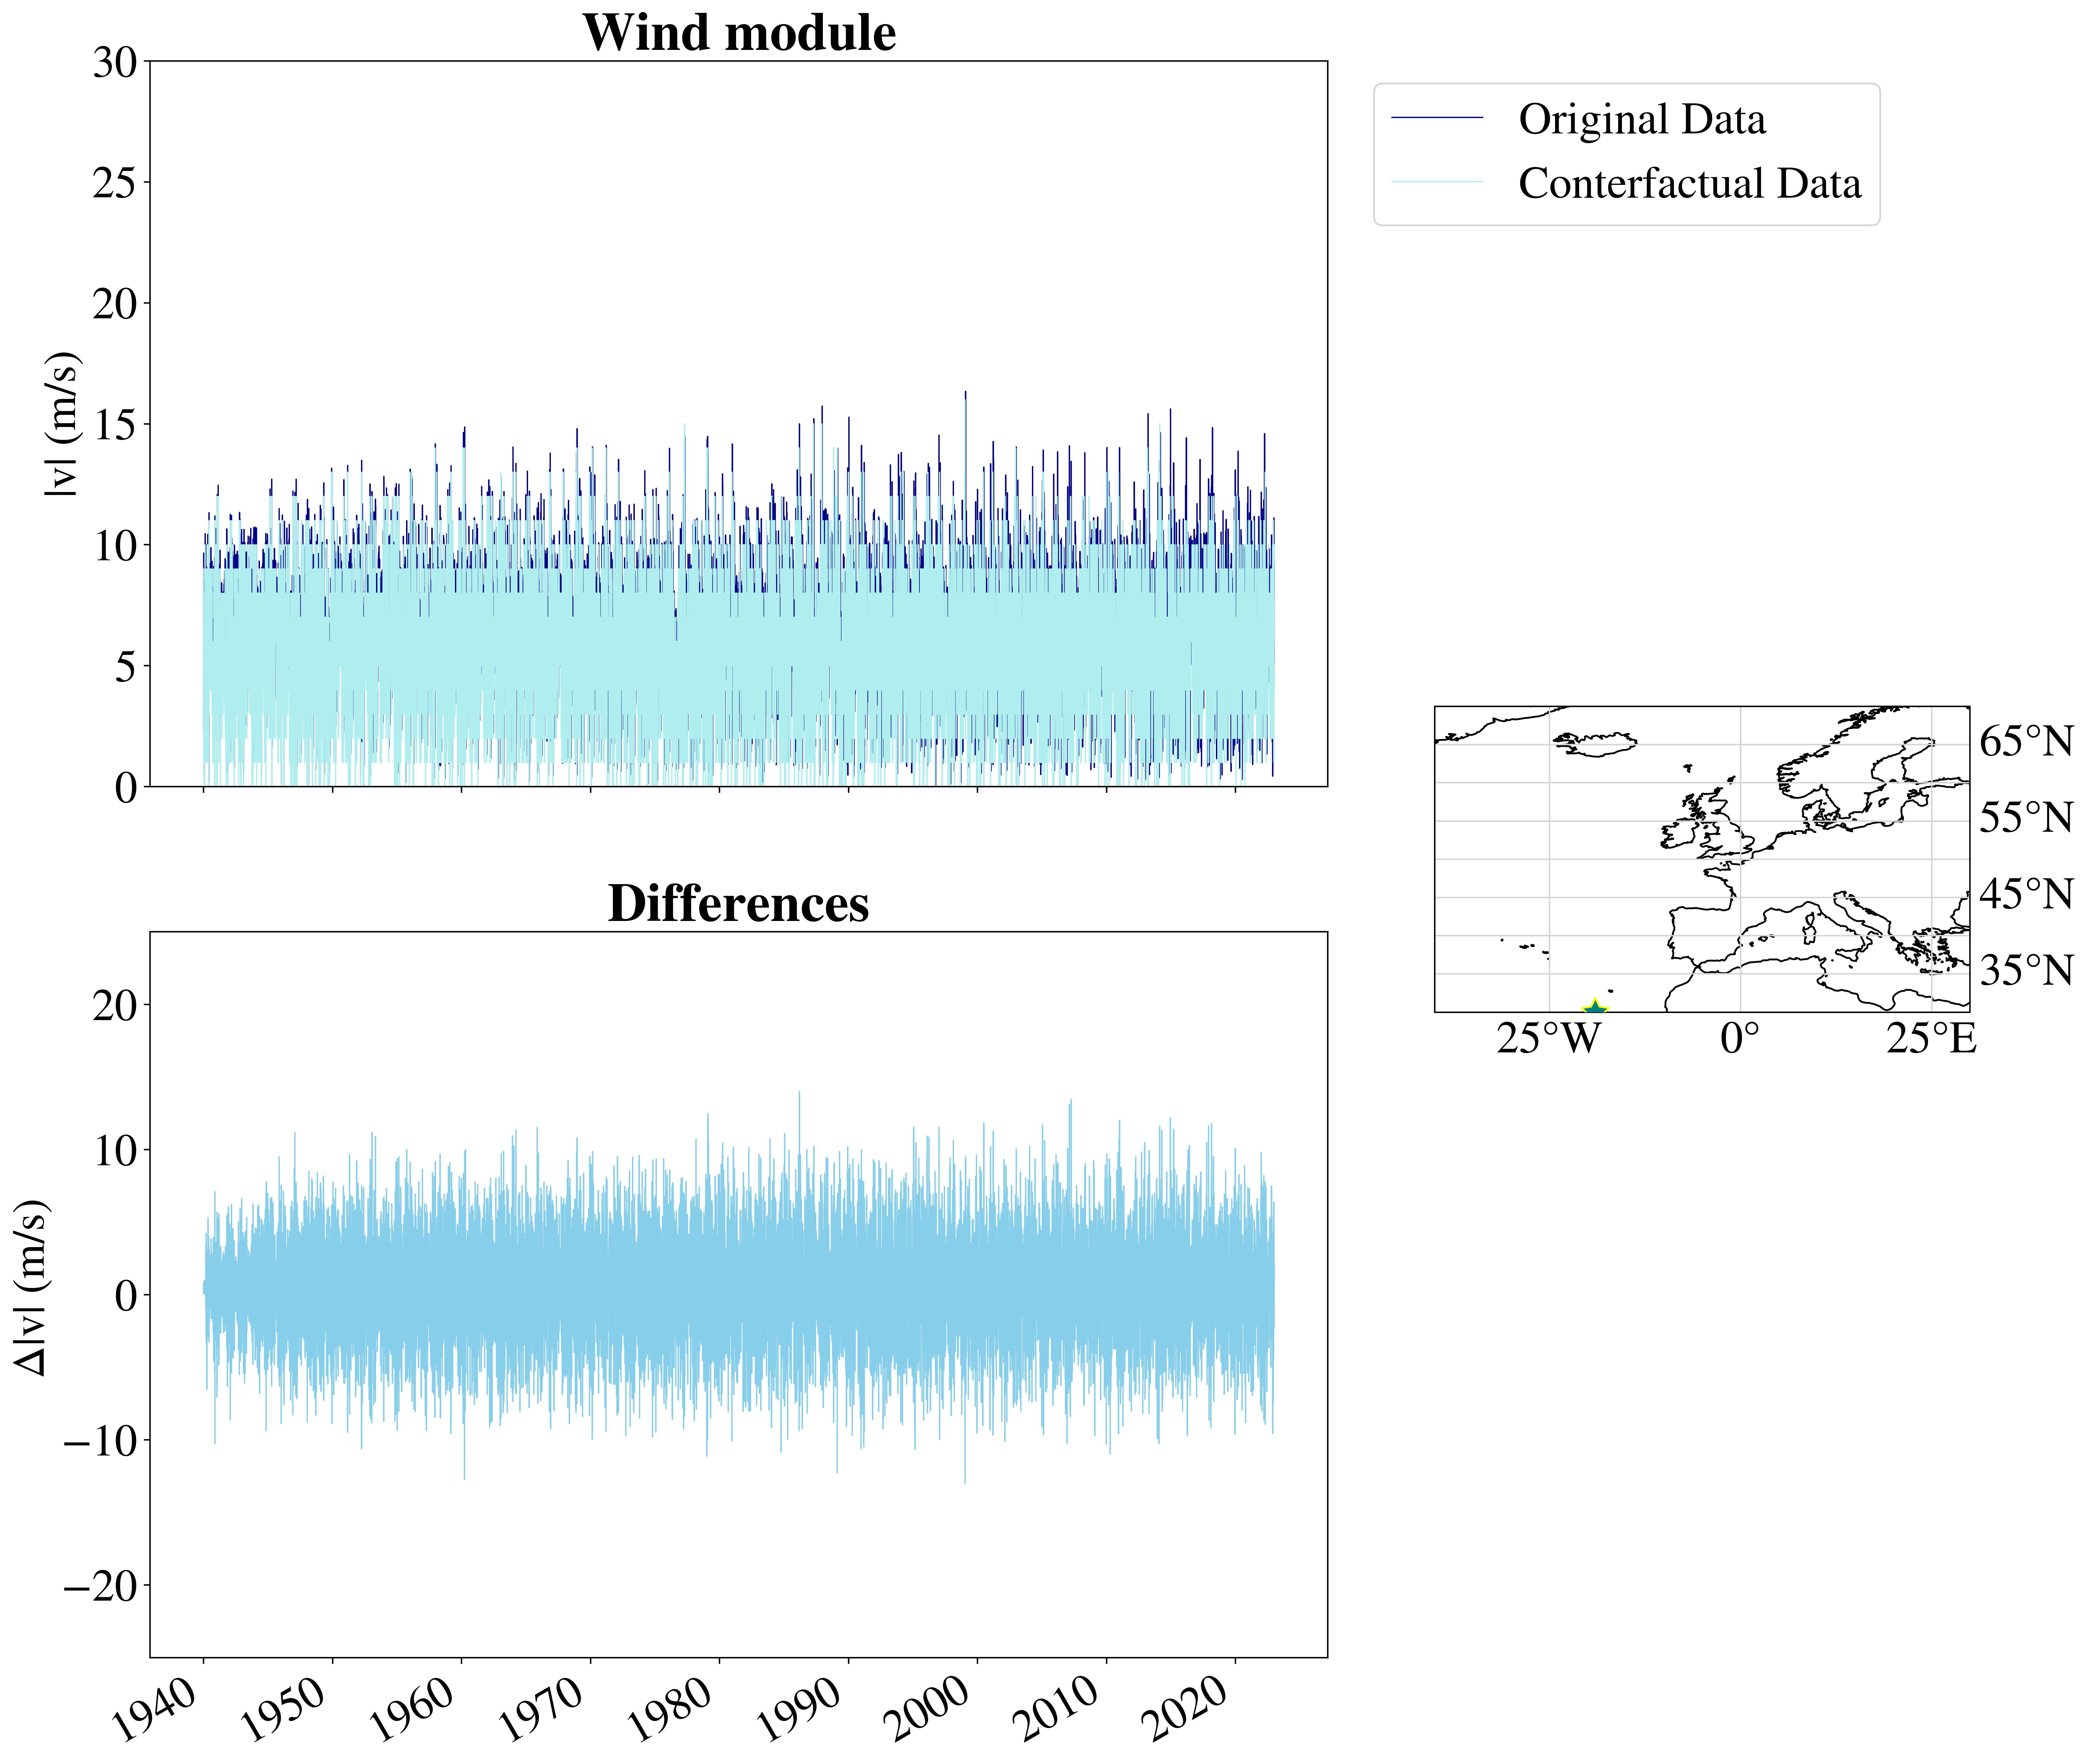 Wind module
30
25
20
15
10
5
0
|v| (m/s)
Original Data
Conterfactual Data
65°N
55°N
45°N
35°N
25°W 0° 25°E
Differences
20
10
0
−10
−20
Δ|v| (m/s)
1940 1950 1960 1970 1980 1990 2000 2010 2020